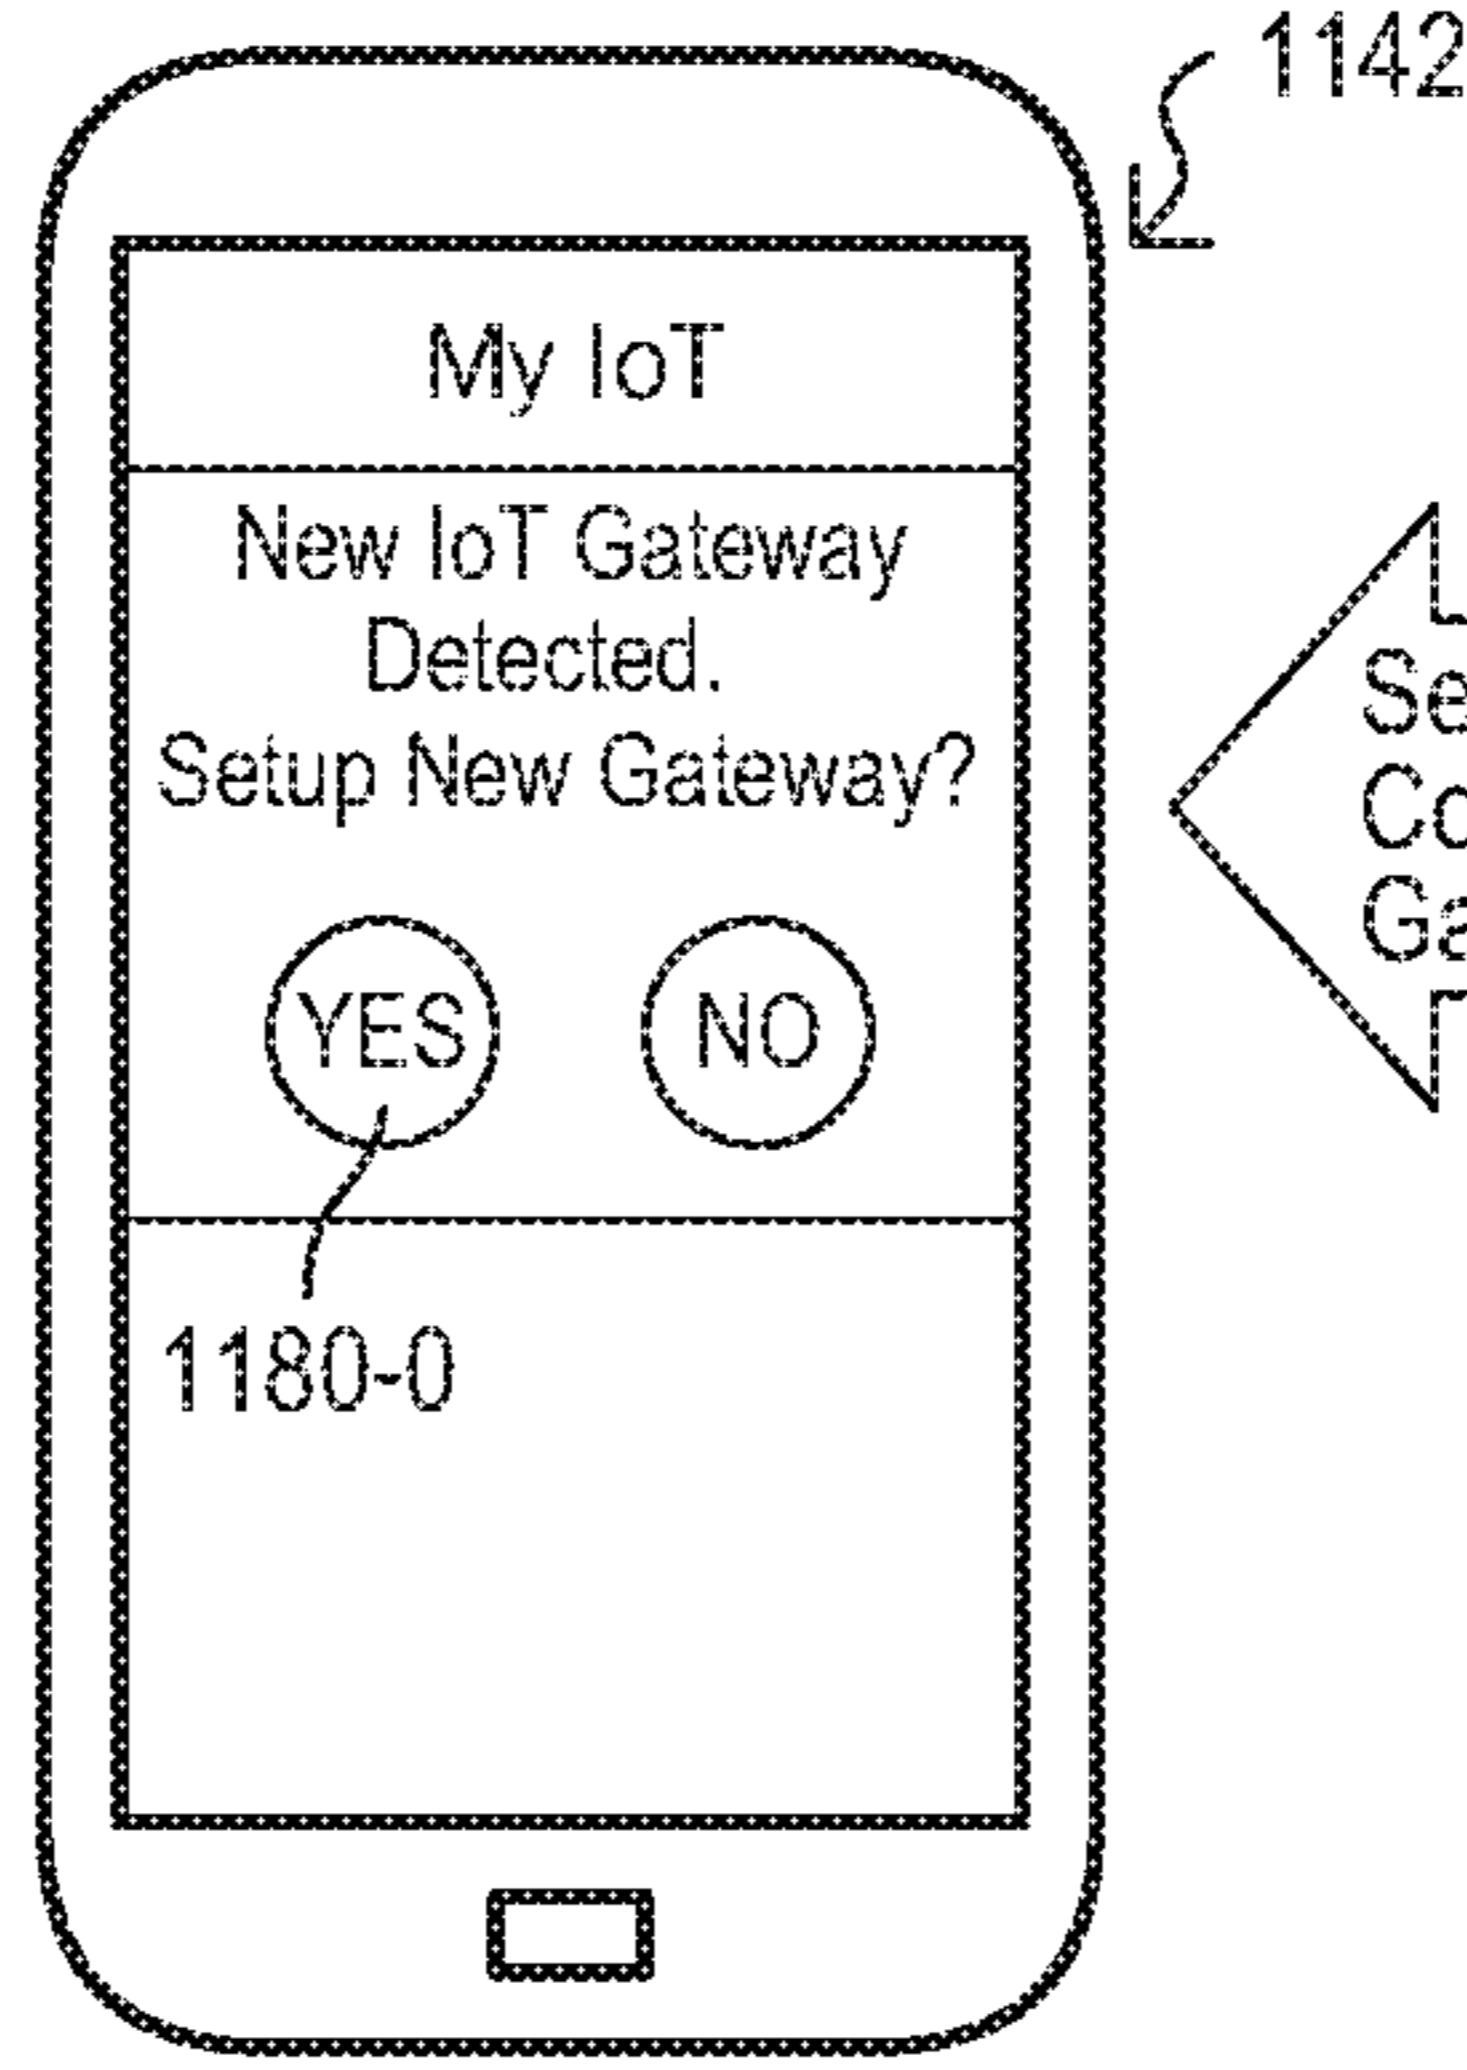 1142
My IoT
New IoT Gateway
Detected.
Setup New Gateway?
YES NO
1180-0